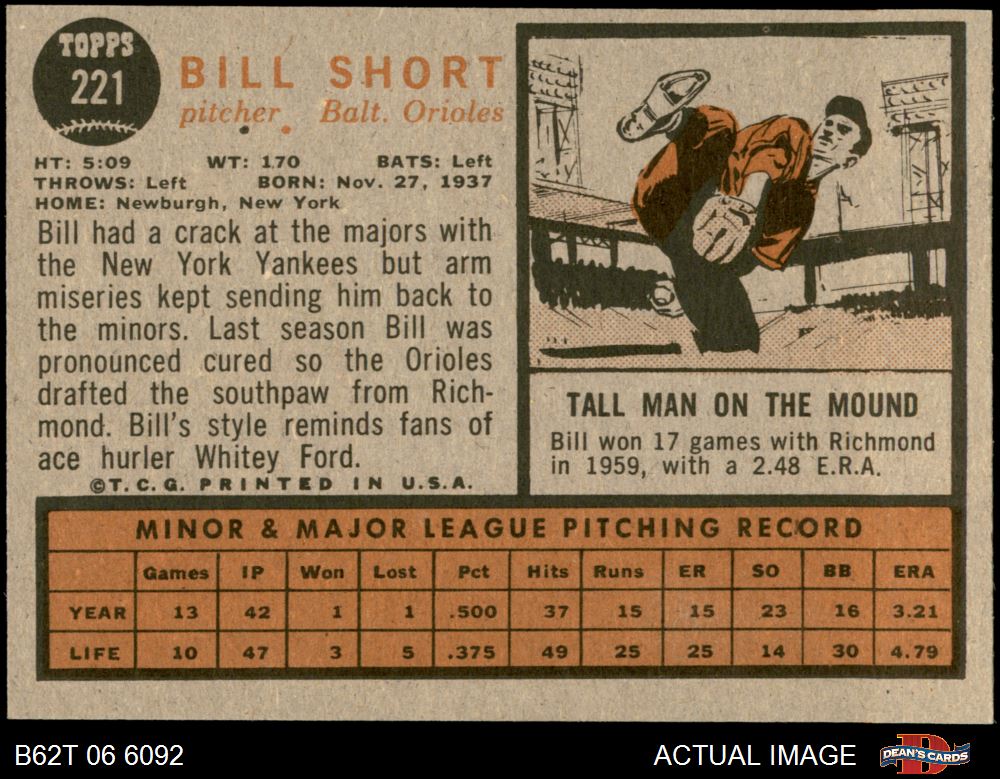 TOPPS
221
BILL SHORT
pitcher Balt. Orioles
HT: 5:09 WT: 170 BATS: Left
THROWS: Left BORN: Nov. 27, 1937
HOME: Newburgh, New York
Bill had a crack at the majors with
the New York Yankees but arm
miseries kept sending him back to
the minors. Last season Bill was
pronounced cured so the Orioles
drafted the southpaw from Rich-
mond. Bill's style reminds fans of
ace hurler Whitey Ford.
©T.C.G. PRINTED IN U.S.A.
TALL MAN ON THE MOUND
Bill won 17 games with Richmond
in 1959, with a 2.48 E.R.A.
MINOR & MAJOR LEAGUE PITCHING RECORD
Games IP Won Lost Pct Hits Runs ER SO BB ERA
YEAR 13 42 1 1 .500 37 15 15 23 16 3.21
LIFE 10 47 3 5 .375 49 25 25 14 30 4.79
B62T 06 6092 ACTUAL IMAGE DEAN'S CARDS